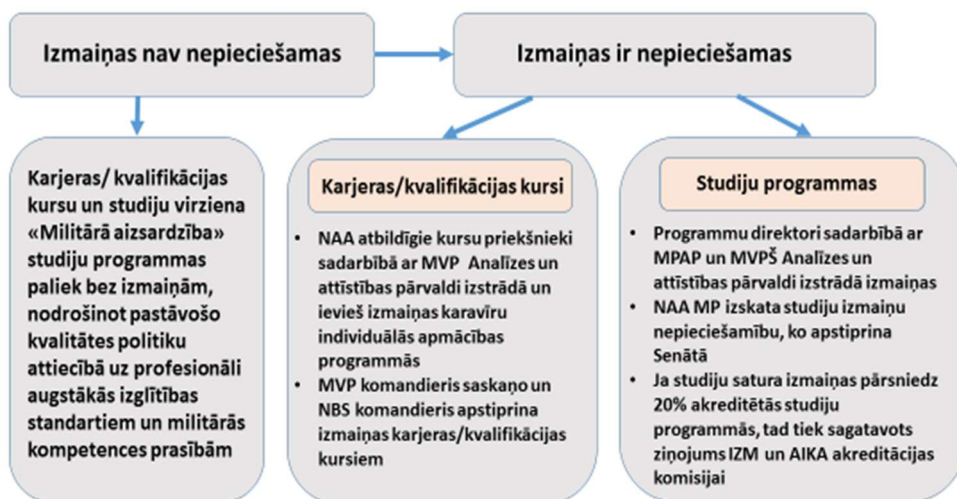 Izmaiņas nav nepieciešamas
Izmaiņas ir nepieciešamas
Karjeras/ kvalifikācijas
kursu un studiju virziena
«Militārā aizsardzība»
studiju programmas
paliek bez izmaiņām,
nodrošinot pastāvošo
kvalitātes politiku
attiecībā uz profesionāli
augstākās izglītības
standartiem un militārās
kompetences prasībām
Karjeras/kvalifikācijas kursi
• NAA atbildīgie kursu priekšnieki
sadarbībā ar MVP Analīzes un
attīstības pārvaldi izstrādā un
ievieš izmaiņas karavīru
individuālās apmācības
programmās
• MVP komandieris saskaņo un
NBS komandieris apstiprina
izmaiņas karjeras/kvalifikācijas
kursiem
Studiju programmas
• Programmu direktori sadarbībā ar
MPAP un MVPŠ Analīzes un
attīstības pārvaldi izstrādā izmaiņas
• NAA MP izskata studiju izmaiņu
nepieciešamību, ko apstiprina
Senātā
• Ja studiju satura izmaiņas pārsniedz
20% akreditētās studiju
programmās, tad tiek sagatavots
ziņojums IZM un AIKA akreditācijas
komisijai